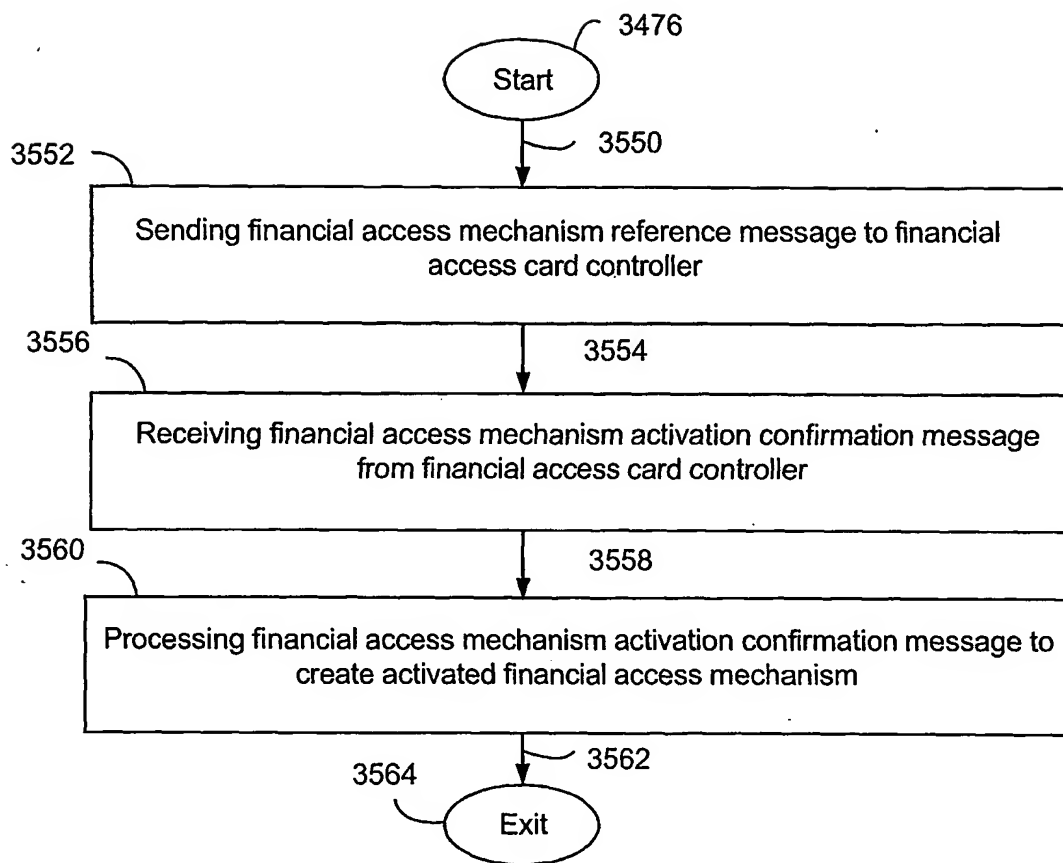 3476
Start
3550
3552
Sending financial access mechanism reference message to financial
access card controller
3554
3556
Receiving financial access mechanism activation confirmation message
from financial access card controller
3558
3560
Processing financial access mechanism activation confirmation message to
create activated financial access mechanism
3562
3564
Exit